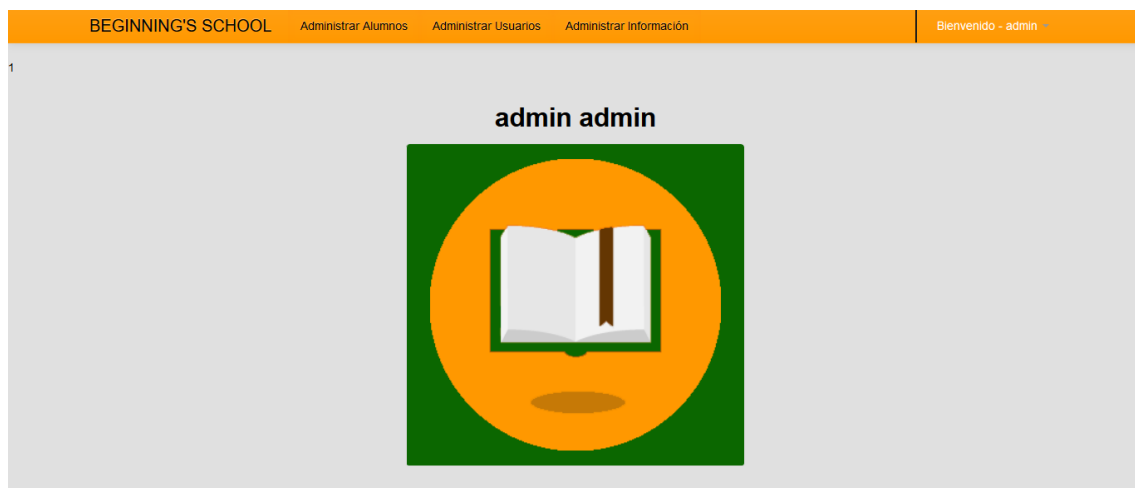 BEGINNING'S SCHOOL Administrar Alumnos Administrar Usuarios Administrar Información Bienvenido - admin
1
admin admin